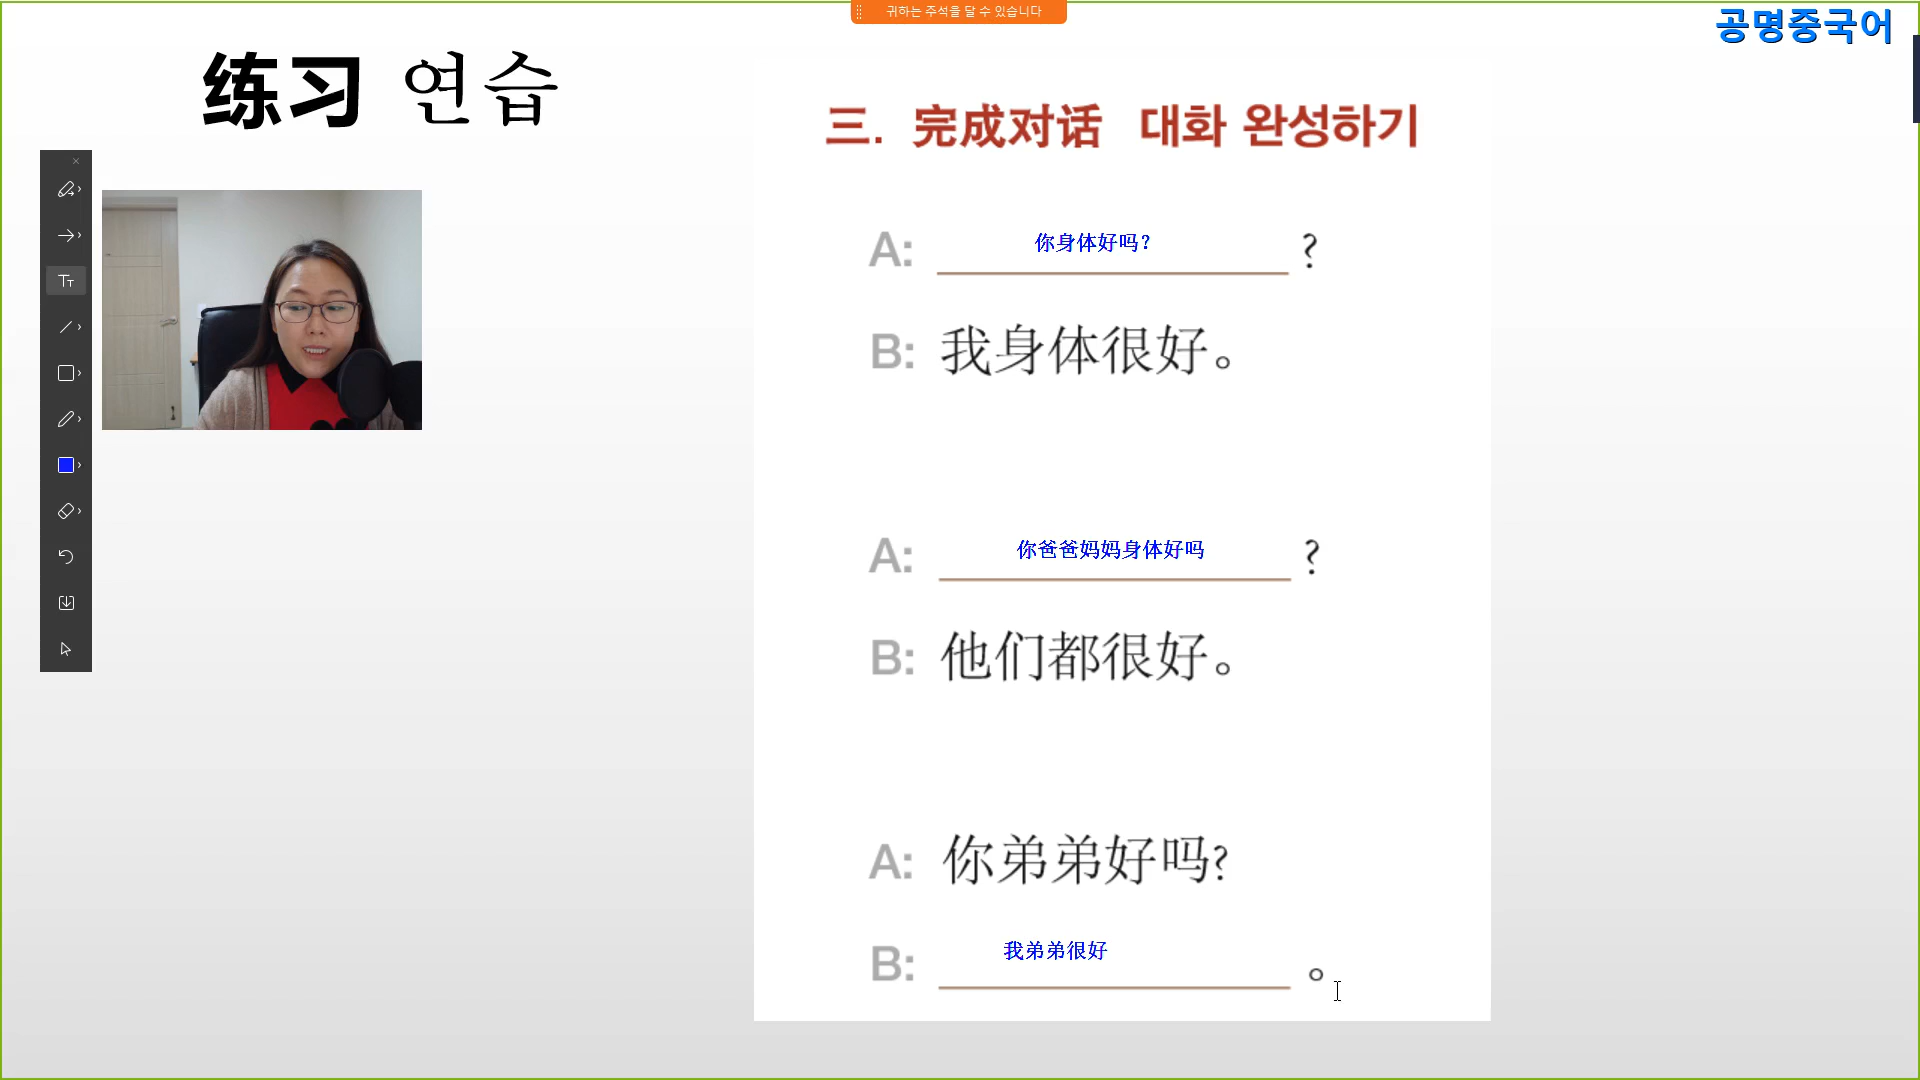 귀하는 주석을 달 수 있습니다
공명중국어
练习 연습
三. 完成对话 대화 완성하기
A: 你身体好吗? ?
B: 我身体很好。
A: 你爸爸妈妈身体好吗 ?
B: 他们都很好。
A: 你弟弟好吗?
B: 我弟弟很好 。